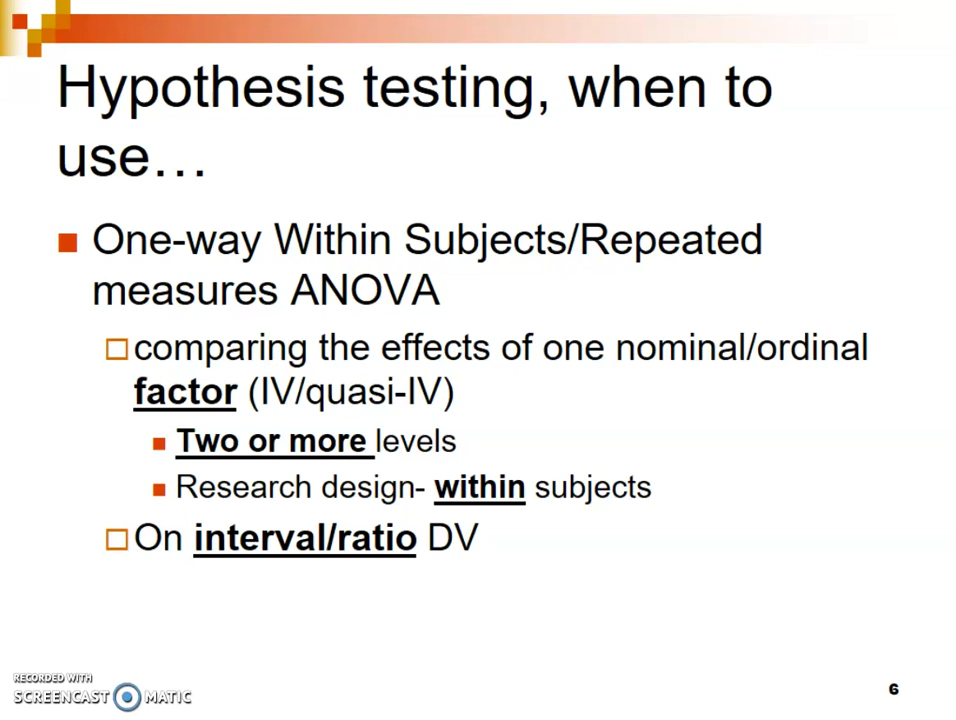 Hypothesis testing, when to
use…
One-way Within Subjects/Repeated
measures ANOVA
comparing the effects of one nominal/ordinal
factor (IV/quasi-IV)
Two or more levels
Research design- within subjects
On interval/ratio DV
RECORDED WITH
SCREENCAST MATIC
6